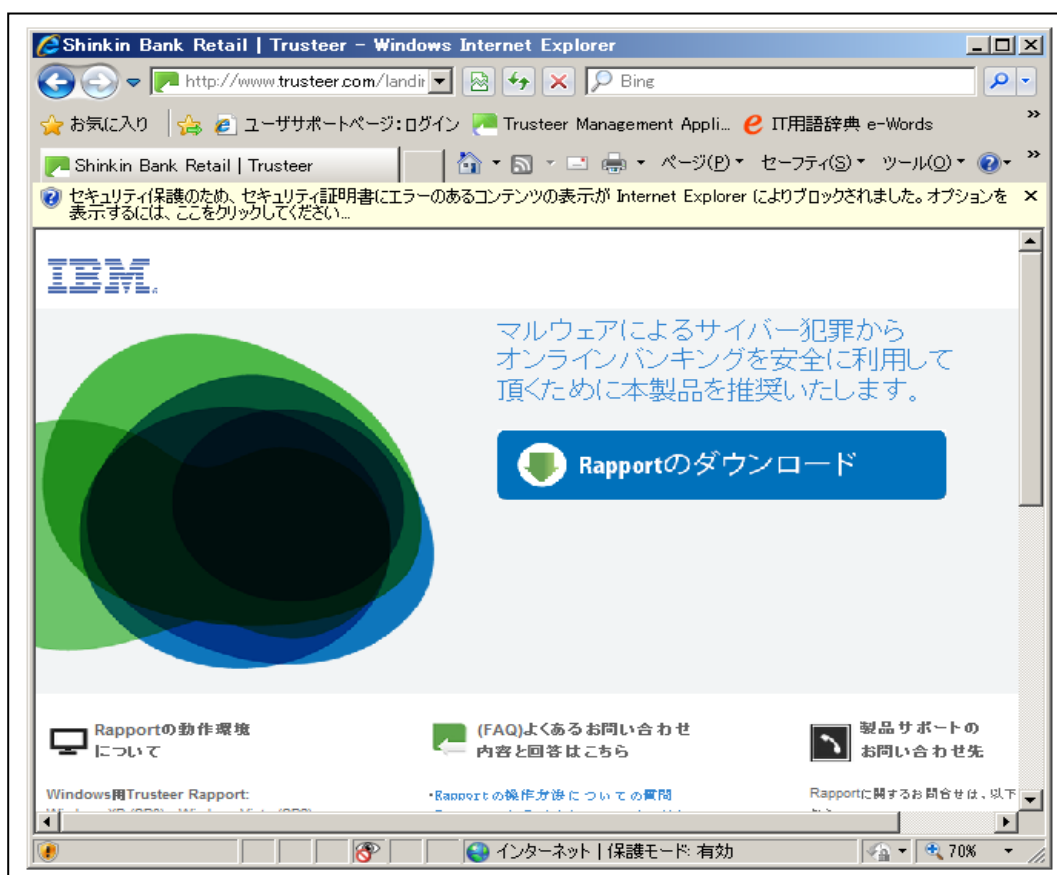 Shinkin Bank Retail | Trusteer - Windows Internet Explorer
http://www.trusteer.com/landir
Bing
お気に入り
ユーザサポートページ:ログイン
Trusteer Management Appli...
IT用語辞典 e-Words
»
Shinkin Bank Retail | Trusteer
ページ(P)
セーフティ(S)
ツール(O)
»
セキュリティ保護のため、セキュリティ証明書にエラーのあるコンテンツの表示が Internet Explorer によりブロックされました。オプションを
表示するには、ここをクリックしてください...
IBM
マルウェアによるサイバー犯罪から
オンラインバンキングを安全に利用して
頂くために本製品を推奨いたします。
Rapportのダウンロード
Rapportの動作環境
について
(FAQ)よくあるお問い合わせ
内容と回答はこちら
製品サポートの
お問い合わせ先
Windows用Trusteer Rapport:
・Rapportの操作方法についての質問
Rapportに関するお問合せは、以下
インターネット | 保護モード: 有効
70%